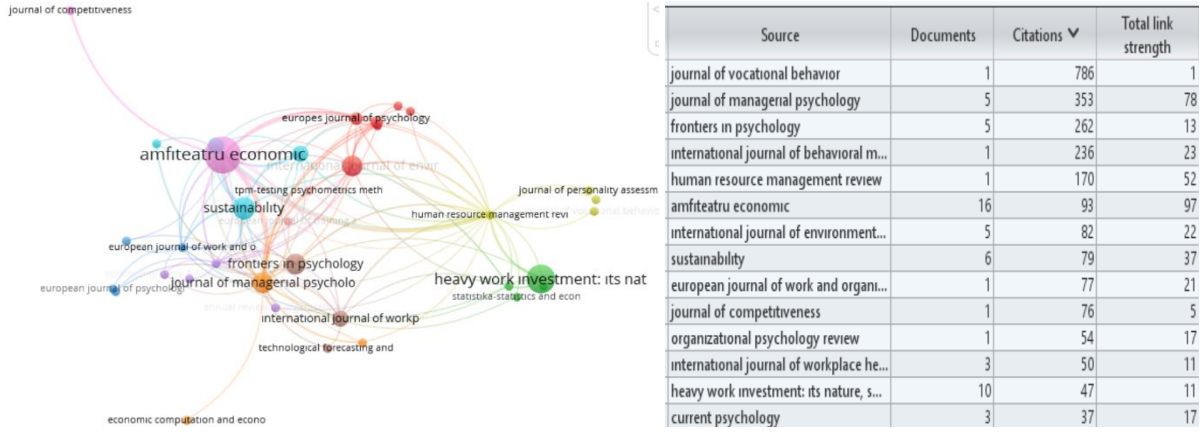 journal of competitiveness
europes journal of psychology
amfiteatru economic
international journal of envir
tpm-testing psychometrics meth
journal of personality assessm
sustainability
human resource management revi
european journal of work and o
frontiers in psychology
journal of managerial psycholo
heavy work investment: its nat
european journal of psychologi
statistika-statistics and econ
international journal of workp
technological forecasting and
economic computation and econo
Source Documents Citations Total link strength
journal of vocational behavior 1 786 1
journal of managerial psychology 5 353 78
frontiers in psychology 5 262 13
international journal of behavioral m... 1 236 23
human resource management review 1 170 52
amfiteatru economic 16 93 97
international journal of environment... 5 82 22
sustainability 6 79 37
european journal of work and organi... 1 77 21
journal of competitiveness 1 76 5
organizational psychology review 1 54 17
international journal of workplace he... 3 50 11
heavy work investment: its nature, s... 10 47 11
current psychology 3 37 17